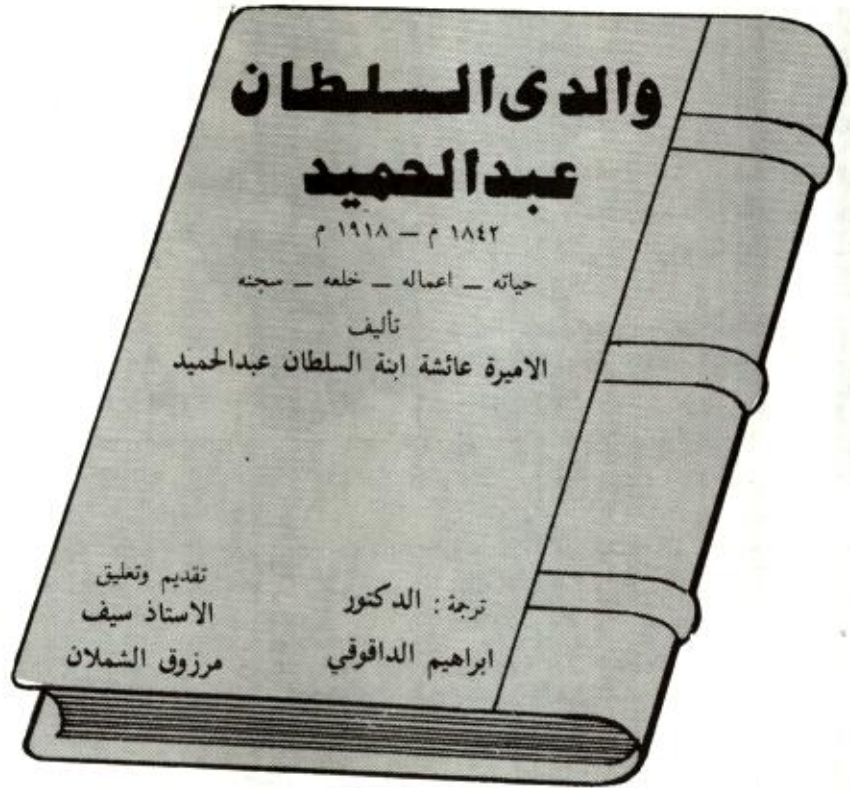 والدى السلطان
عبدالحميد
١٨٤٢ م — ١٩١٨ م
حياته — اعماله — خلعه — سجنه
تأليف
الاميرة عائشة ابنة السلطان عبدالحميد
ترجمة : الدكتور
ابراهيم الداقوقي
تقديم وتعليق
الاستاذ سيف
مرزوق الشملان